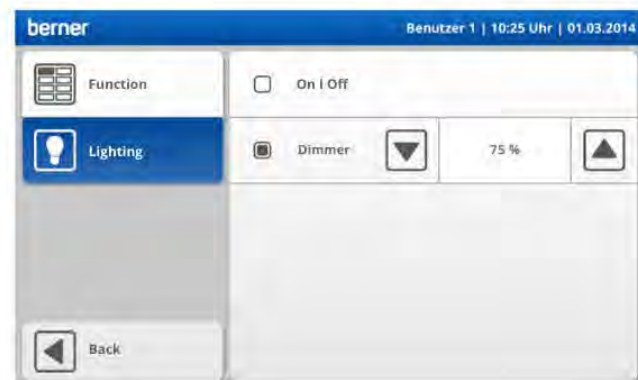 berner
Benutzer 1 | 10:25 Uhr | 01.03.2014
Function
On I Off
Lighting
Dimmer
75 %
Back